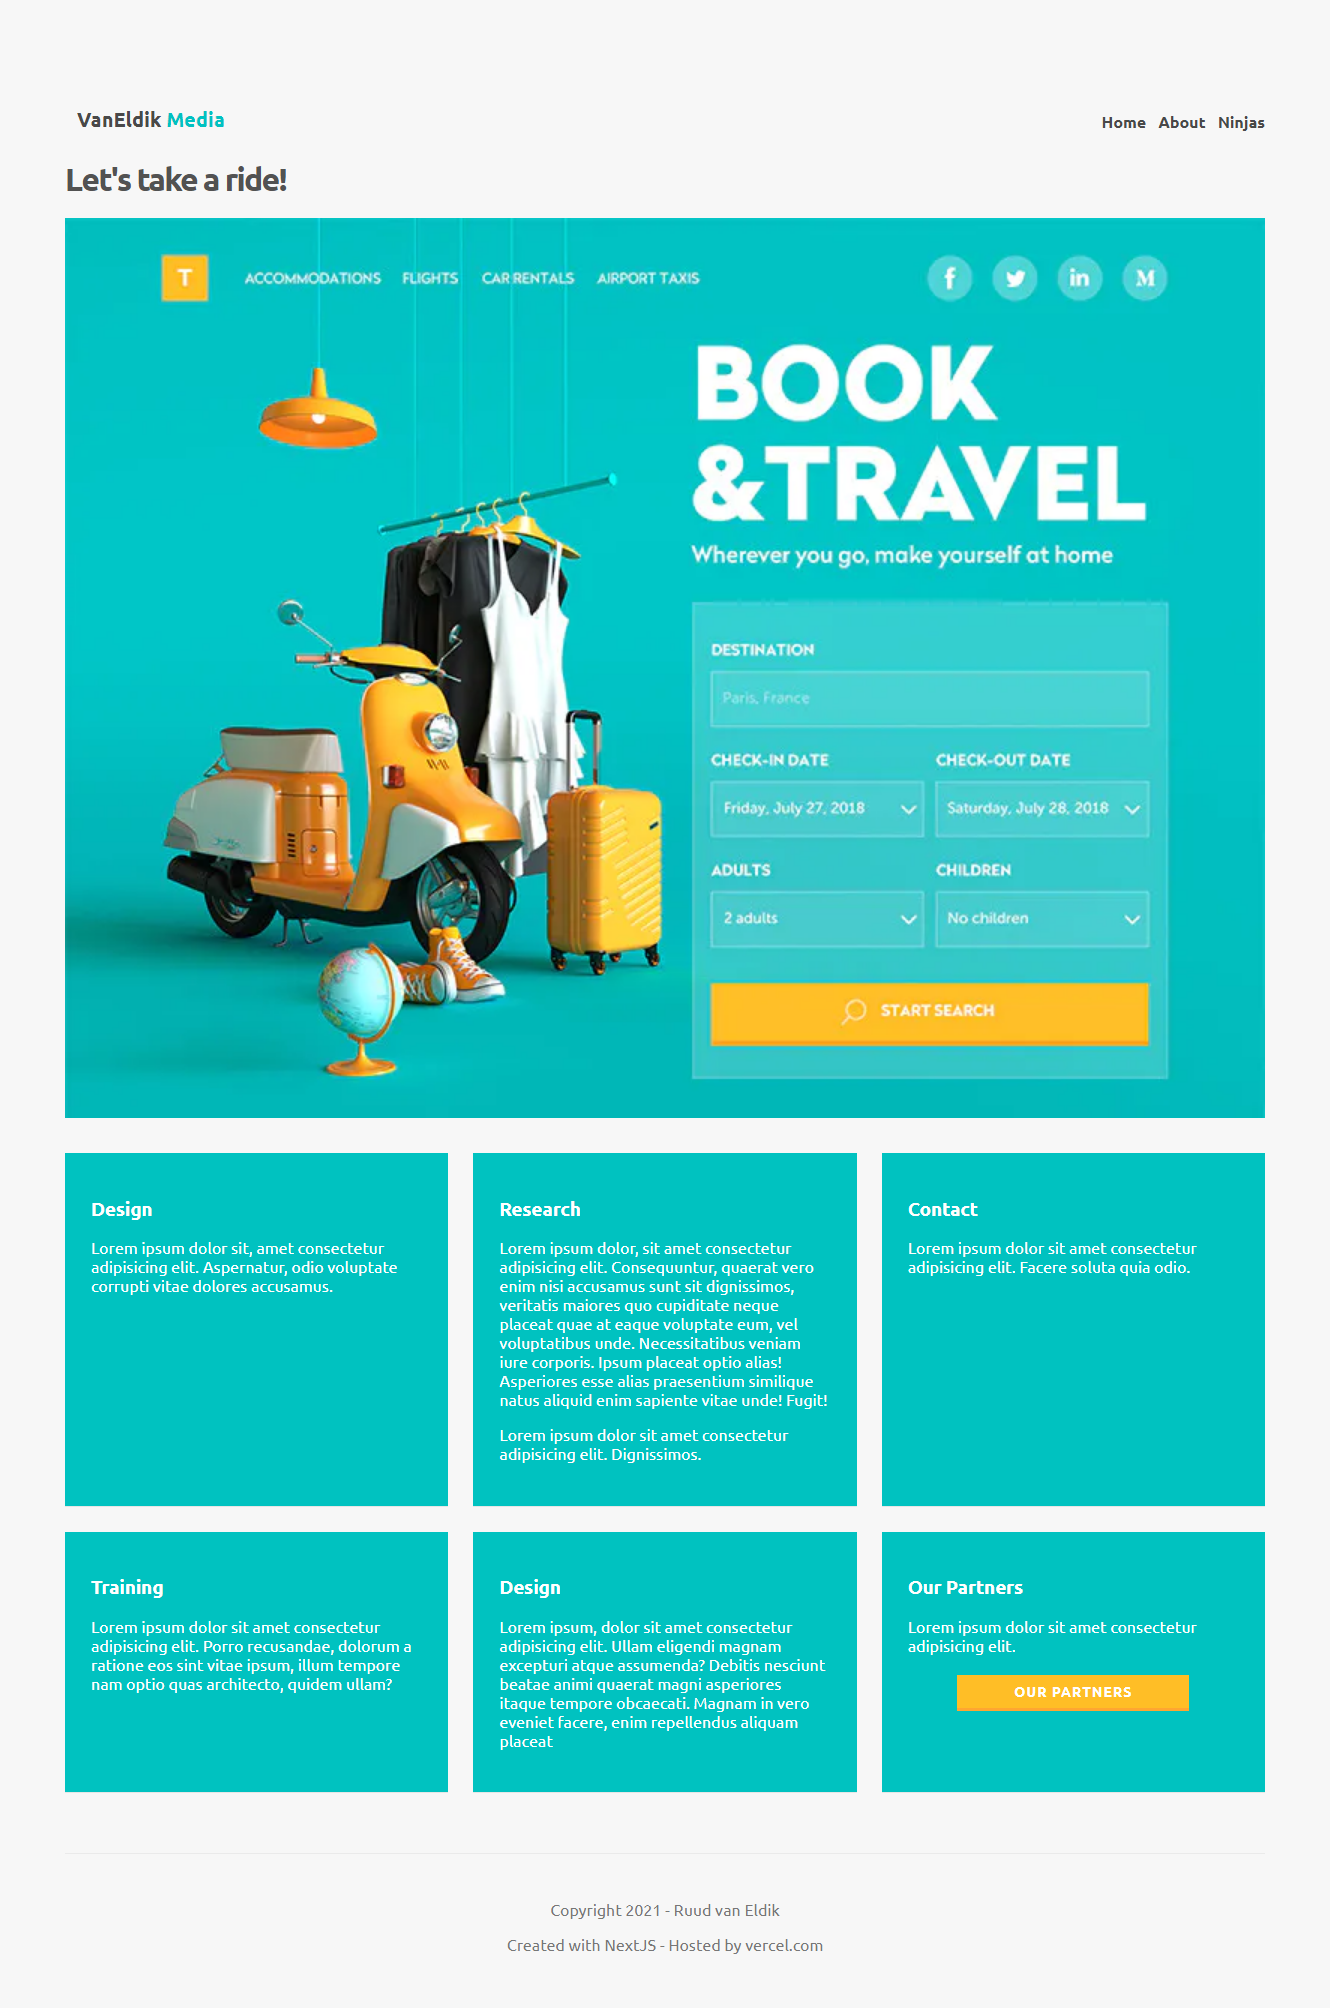 VanEldik Media
Home About Ninjas
Let's take a ride!
T ACCOMMODATIONS FLIGHTS CAR RENTALS AIRPORT TAXIS f in M
BOOK
&TRAVEL
Wherever you go, make yourself at home
DESTINATION
Paris, France
CHECK-IN DATE CHECK-OUT DATE
Friday, July 27, 2018 Saturday, July 28, 2018
ADULTS CHILDREN
2 adults No children
START SEARCH
Design
Lorem ipsum dolor sit, amet consectetur
adipisicing elit. Aspernatur, odio voluptate
corrupti vitae dolores accusamus.
Research
Lorem ipsum dolor, sit amet consectetur
adipisicing elit. Consequuntur, quaerat vero
enim nisi accusamus sunt sit dignissimos,
veritatis maiores quo cupiditate neque
placeat quae at eaque voluptate eum, vel
voluptatibus unde. Necessitatibus veniam
iure corporis. Ipsum placeat optio alias!
Asperiores esse alias praesentium similique
natus aliquid enim sapiente vitae unde! Fugit!
Lorem ipsum dolor sit amet consectetur
adipisicing elit. Dignissimos.
Contact
Lorem ipsum dolor sit amet consectetur
adipisicing elit. Facere soluta quia odio.
Training
Lorem ipsum dolor sit amet consectetur
adipisicing elit. Porro recusandae, dolorum a
ratione eos sint vitae ipsum, illum tempore
nam optio quas architecto, quidem ullam?
Design
Lorem ipsum, dolor sit amet consectetur
adipisicing elit. Ullam eligendi magnam
excepturi atque assumenda? Debitis nesciunt
beatae animi quaerat magni asperiores
itaque tempore obcaecati. Magnam in vero
eveniet facere, enim repellendus aliquam
placeat
Our Partners
Lorem ipsum dolor sit amet consectetur
adipisicing elit.
OUR PARTNERS
Copyright 2021 - Ruud van Eldik
Created with NextJS - Hosted by vercel.com